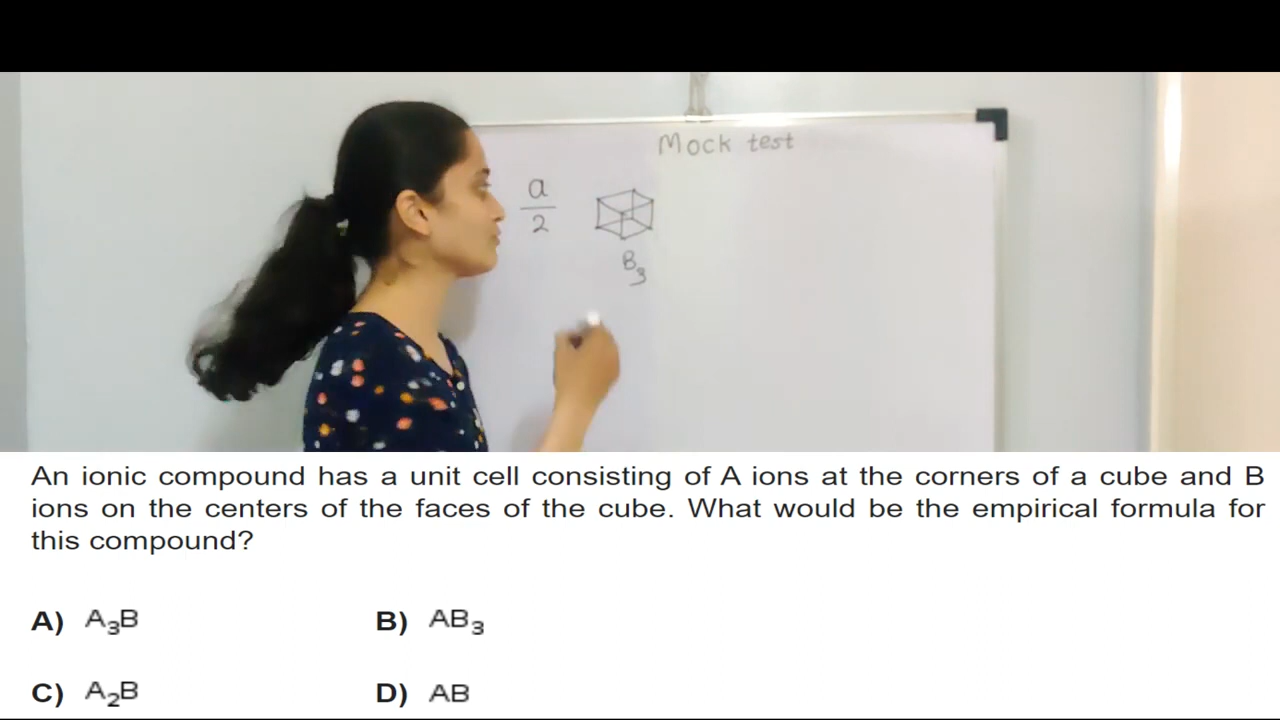 Mock test
a
2
B₃
An ionic compound has a unit cell consisting of A ions at the corners of a cube and B
ions on the centers of the faces of the cube. What would be the empirical formula for
this compound?
A) A₃B
B) AB₃
C) A₂B
D) AB